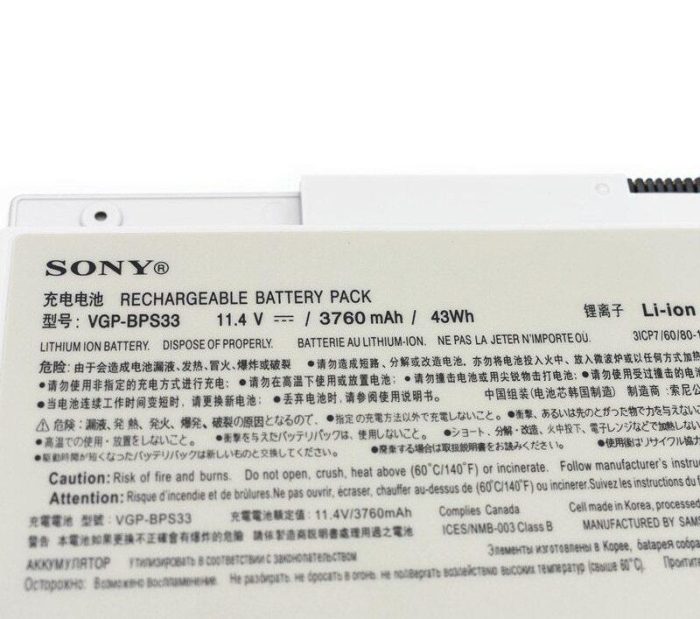 SONY®
充电电池 RECHARGEABLE BATTERY PACK
型号: VGP-BPS33 11.4 V ⎓ / 3760 mAh / 43Wh 锂离子 Li-ion
LITHIUM ION BATTERY. DISPOSE OF PROPERLY. BATTERIE AU LITHIUM-ION. NE PAS LA JETER N'IMPORTE OÙ. 3ICP7/60/80-1
危险: 由于会造成电池漏液、发热、冒火、爆炸或破裂 ●请勿造成短路、分解或改造电池，亦勿将电池投入火中、放入微波炉或以任何方式加热
●请勿使用非指定的充电方式进行充电; ●请勿在高温下使用或放置电池; ●请勿撞击电池或用尖锐物击打电池; ●请勿使用受过撞击的电
●当电池连续工作时间变短时，请更换新电池; ●丢弃电池时，请参阅使用说明书。 中国组装(电池芯韩国制造) 制造商:索尼公
⚠危険: 漏液、発熱、発火、爆発、破裂の原因となるので、 ●指定の充電方法以外で充電しないこと。 ●衝撃、あるいは先のとがった物で力を与えない
●高温での使用・放置をしないこと。 ●衝撃を与えたバッテリパックは、使用しないこと。 ●ショート、分解・改造、火中投下、電子レンジなどで加熱しない
●駆動時間が短くなったバッテリパックは新しいものと交換してください。 ●廃棄する場合は取扱説明書をお読みください。 ●使用後はリサイクル協力
Caution: Risk of fire and burns. Do not open, crush, heat above (60°C/140°F) or incinerate. Follow manufacturer's instruc
Attention: Risque d'incendie et de brûlures.Ne pas ouvrir, écraser, chauffer au-dessus de (60°C/140°F) ou incinerer.Suivez les instructions du f
充電電池 型號: VGP-BPS33 充電電池額定值: 11.4V/3760mAh Complies Canada Cell made in Korea, processed
警告 本電池如果更換不正確會有爆炸的危險 請依製造商說明書處理用過之電池 ICES/NMB-003 Class B MANUFACTURED BY SAMS
АККУМУЛЯТОР УТИЛИЗИРОВАТЬ В СООТВЕТСТВИИ С ЗАКОНОДАТЕЛЬСТВОМ Элементы изготовлены в Корее, батарея собра
Осторожно: Возможно воспламенение. Не разбирать, не бросать в огонь, не подвергать воздействию высоких температур (свыше 60°С). След